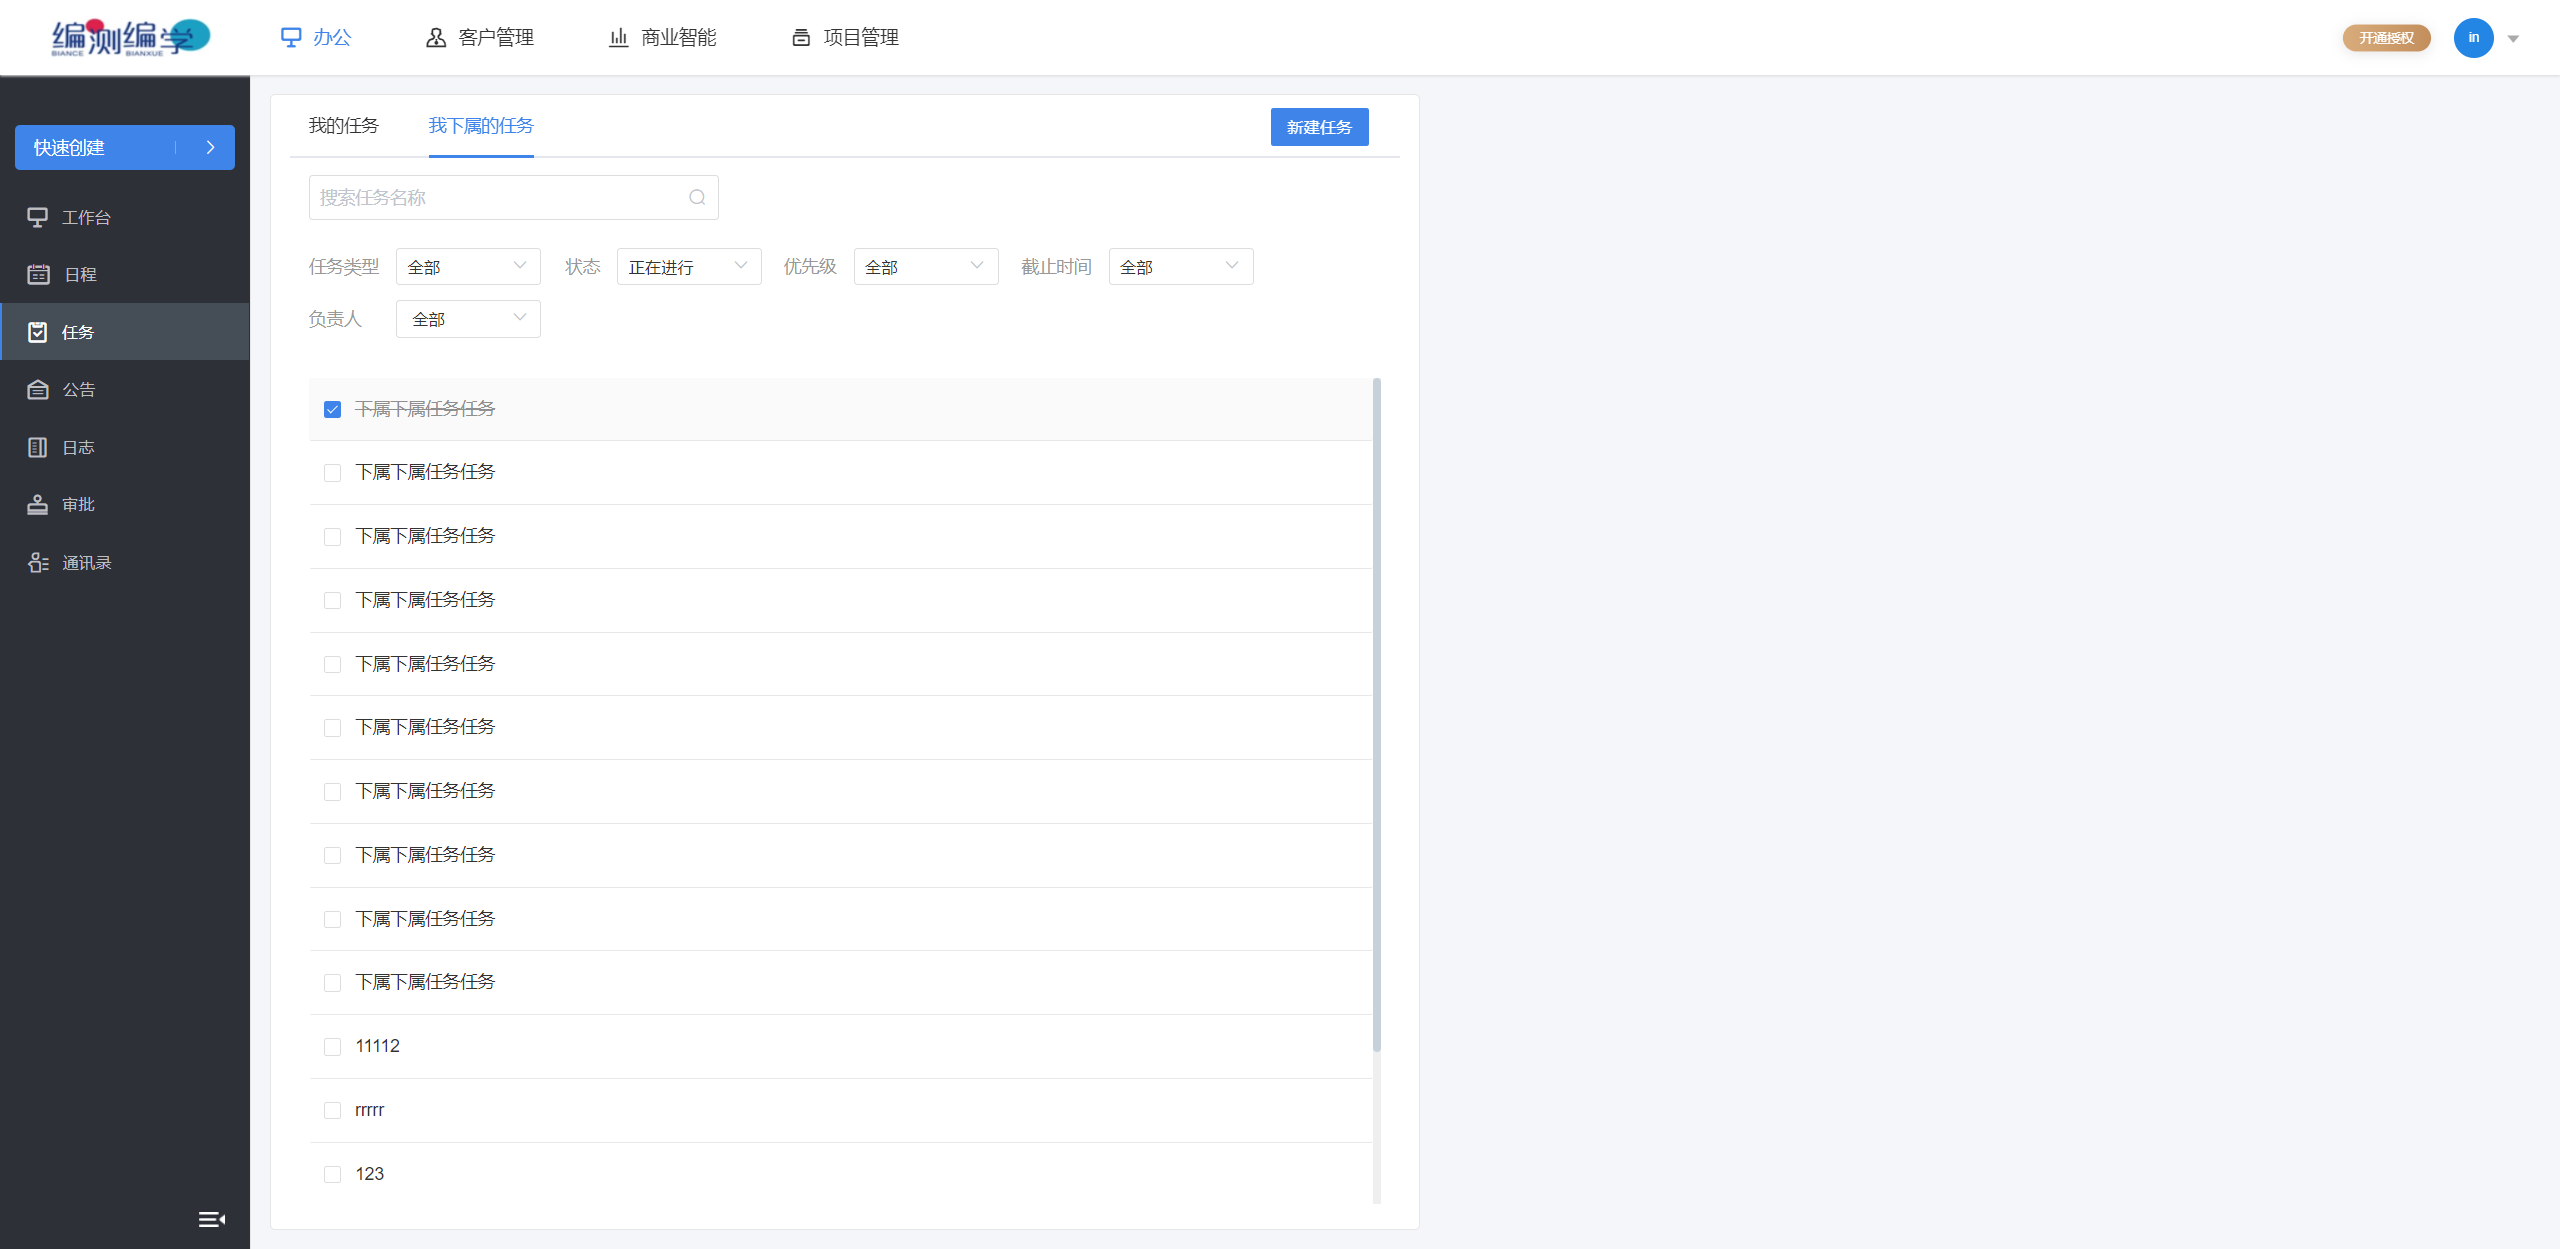 编测编学
BIANCE BIANXUE
办公
客户管理
商业智能
项目管理
开通授权
in
快速创建
工作台
日程
任务
公告
日志
审批
通讯录
我的任务
我下属的任务
新建任务
搜索任务名称
任务类型 全部 状态 正在进行 优先级 全部 截止时间 全部
负责人 全部
下属下属任务任务
下属下属任务任务
下属下属任务任务
下属下属任务任务
下属下属任务任务
下属下属任务任务
下属下属任务任务
下属下属任务任务
下属下属任务任务
下属下属任务任务
11112
rrrrr
123